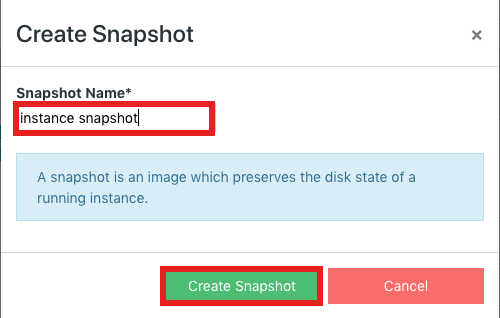 Create Snapshot
×
Snapshot Name*
instance snapshot
A snapshot is an image which preserves the disk state of a
running instance.
Create Snapshot
Cancel